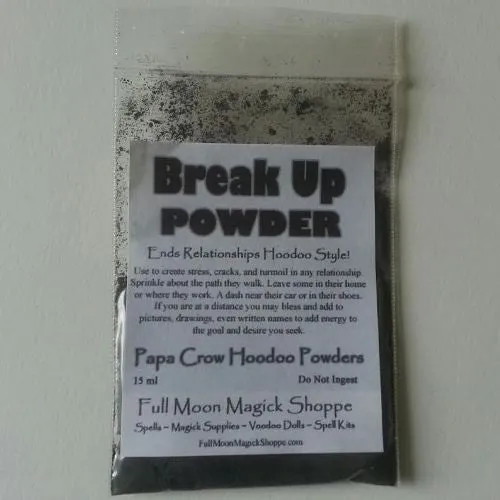 Break Up
POWDER
Ends Relationships Hoodoo Style!
Use to create stress, cracks, and turmoil in any relationship.
Sprinkle about the path they walk. Leave some in their home
or where they work. A dash near their car or in their shoes.
If you are at a distance you may bless and add to
pictures, drawings, even written names to add energy to
the goal and desire you seek.
Papa Crow Hoodoo Powders
15 ml Do Not Ingest
Full Moon Magick Shoppe
Spells ~ Magick Supplies ~ Voodoo Dolls ~ Spell Kits
FullMoonMagickShoppe.com